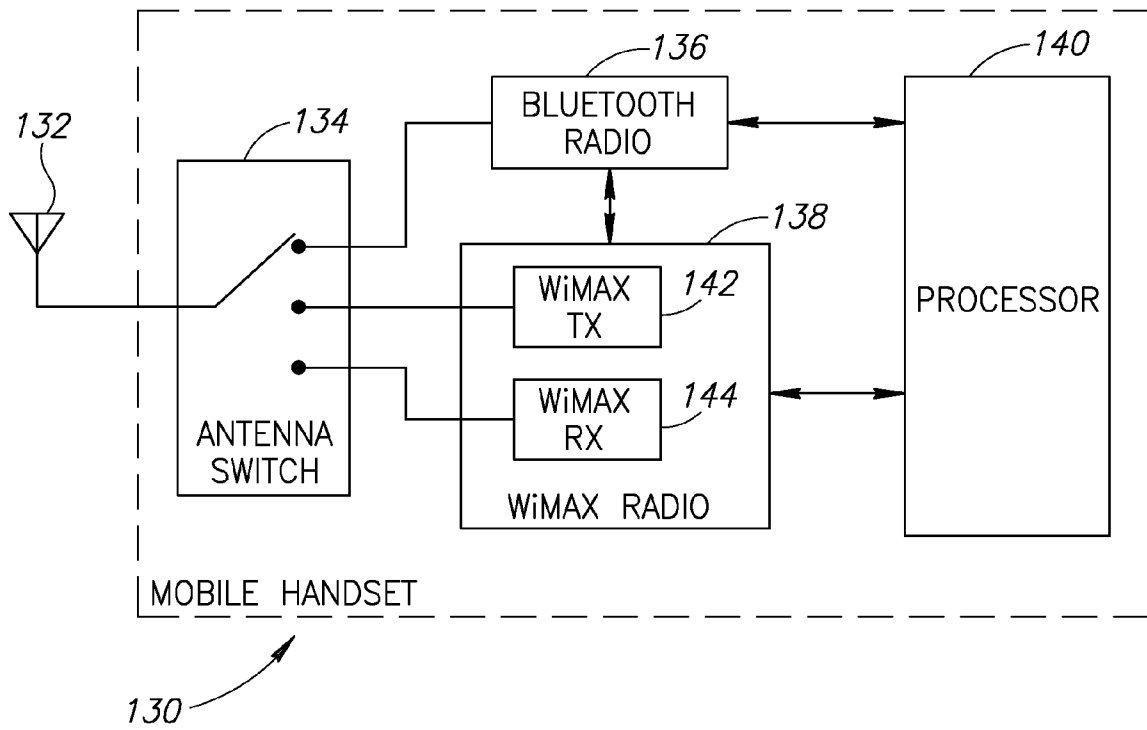 136
140
132
134
BLUETOOTH
RADIO
138
WiMAX
TX
142
PROCESSOR
WiMAX
RX
144
ANTENNA
SWITCH
WiMAX RADIO
MOBILE HANDSET
130